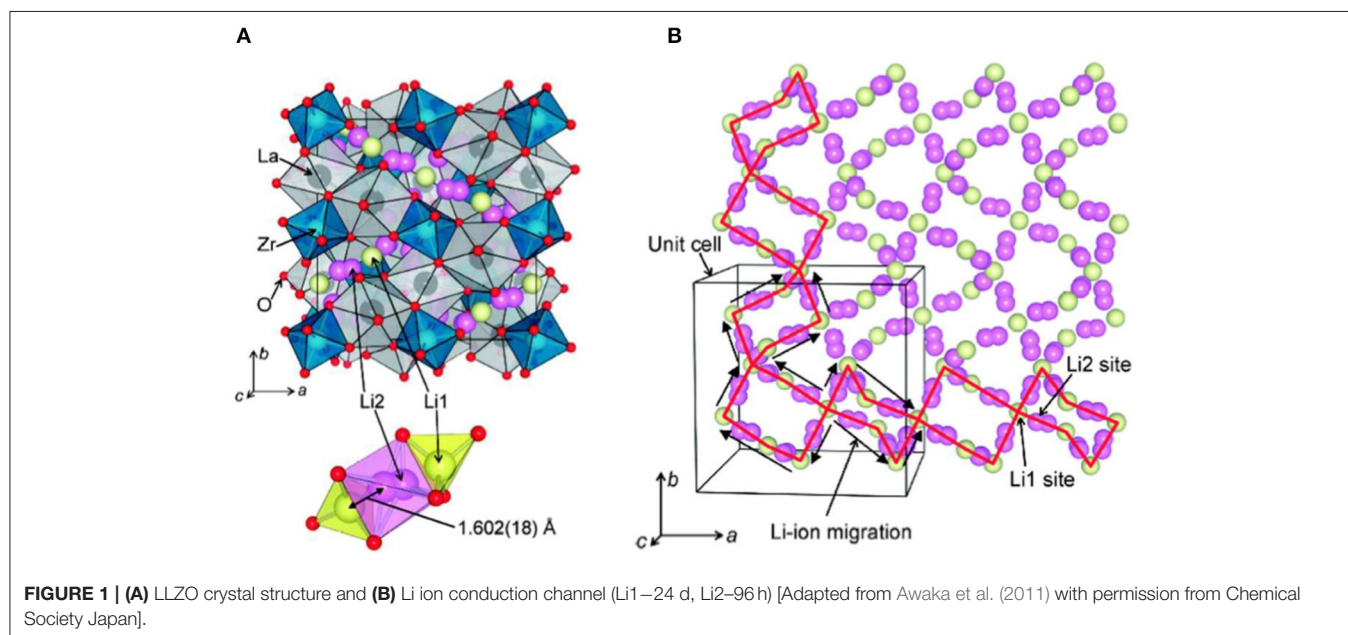 A
B
La
Zr
O
b
c
a
Li2
Li1
1.602(18) Å
Unit cell
Li2 site
Li1 site
Li-ion migration
b
c
a
FIGURE 1 | (A) LLZO crystal structure and (B) Li ion conduction channel (Li1−24 d, Li2–96 h) [Adapted from Awaka et al. (2011) with permission from Chemical
Society Japan].